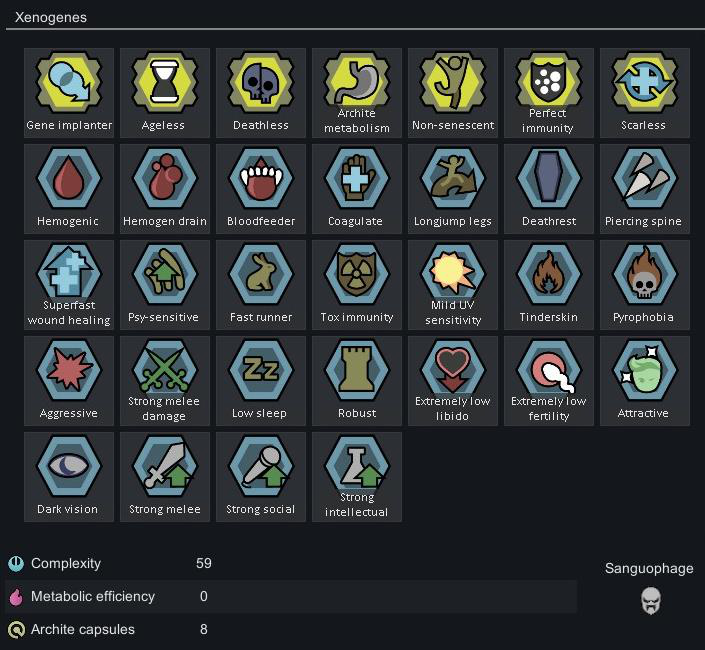 Xenogenes
Gene implanter
Ageless
Deathless
Archite
metabolism
Non-senescent
Perfect
immunity
Scarless
Hemogenic
Hemogen drain
Bloodfeeder
Coagulate
Longjump legs
Deathrest
Piercing spine
Superfast
wound healing
Psy-sensitive
Fast runner
Tox immunity
Mild UV
sensitivity
Tinderskin
Pyrophobia
Aggressive
Strong melee
damage
Low sleep
Robust
Extremely low
libido
Extremely low
fertility
Attractive
Dark vision
Strong melee
Strong social
Strong
intellectual
Complexity 59
Metabolic efficiency 0
Archite capsules 8
Sanguophage